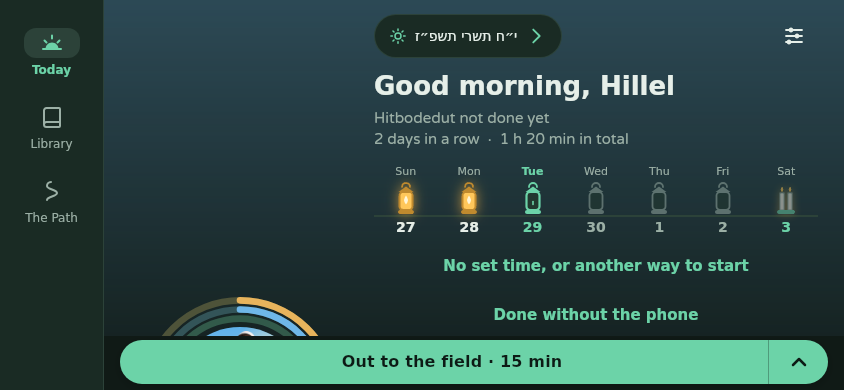 Today
Library
The Path
י״ח תשרי תשפ״ז
Good morning, Hillel
Hitbodedut not done yet
2 days in a row · 1 h 20 min in total
Sun Mon Tue Wed Thu Fri Sat
27 28 29 30 1 2 3
No set time, or another way to start
Done without the phone
Out to the field · 15 min